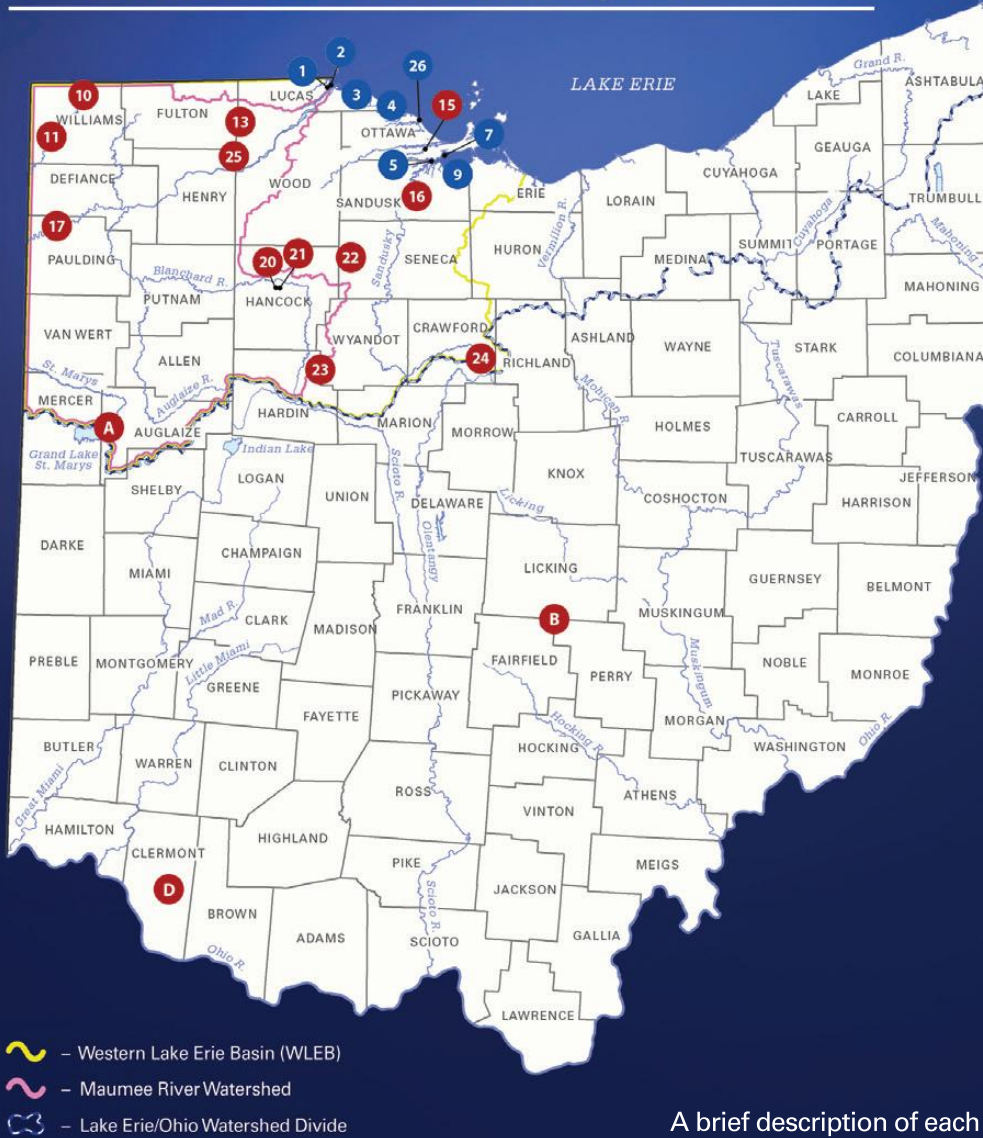 2
1
26
LAKE ERIE
Grand R.
ASHTABULA
10
LUCAS
3
4
15
LAKE
WILLIAMS
FULTON
13
OTTAWA
7
11
GEAUGA
25
5
9
DEFIANCE
HENRY
WOOD
SANDUSK
16
ERIE
LORAIN
CUYAHOGA
TRUMBULL
17
PAULDING
20
21
22
Sandusky
SENECA
HURON
Vermilion R.
MEDINA
SUMMIT
Cuyahoga
PORTAGE
Mahoning
Blanchard R.
PUTNAM
HANCOCK
MAHONING
VAN WERT
WYANDOT
CRAWFORD
ALLEN
23
24
RICHLAND
ASHLAND
WAYNE
STARK
COLUMBIANA
St. Marys
MERCER
Auglaize R.
Mohican R.
Tuscarawas
A
AUGLAIZE
HARDIN
MARION
MORROW
HOLMES
CARROLL
Grand Lake
St. Marys
Indian Lake
Scioto R.
KNOX
TUSCARAWAS
SHELBY
LOGAN
UNION
DELAWARE
Licking
COSHOCTON
HARRISON
JEFFERSON
DARKE
CHAMPAIGN
Olentangy
MIAMI
LICKING
GUERNSEY
BELMONT
Mad R.
CLARK
MADISON
FRANKLIN
B
MUSKINGUM
PREBLE
MONTGOMERY
Little Miami
GREENE
FAIRFIELD
PERRY
Muskingum
NOBLE
MONROE
FAYETTE
PICKAWAY
MORGAN
BUTLER
WARREN
CLINTON
HOCKING
Hocking R.
WASHINGTON
Ohio R.
Great Miami
ROSS
VINTON
ATHENS
HAMILTON
CLERMONT
HIGHLAND
PIKE
JACKSON
MEIGS
D
BROWN
ADAMS
Scioto R.
SCIOTO
GALLIA
Ohio R.
LAWRENCE
– Western Lake Erie Basin (WLEB)
– Maumee River Watershed
– Lake Erie/Ohio Watershed Divide
A brief description of each